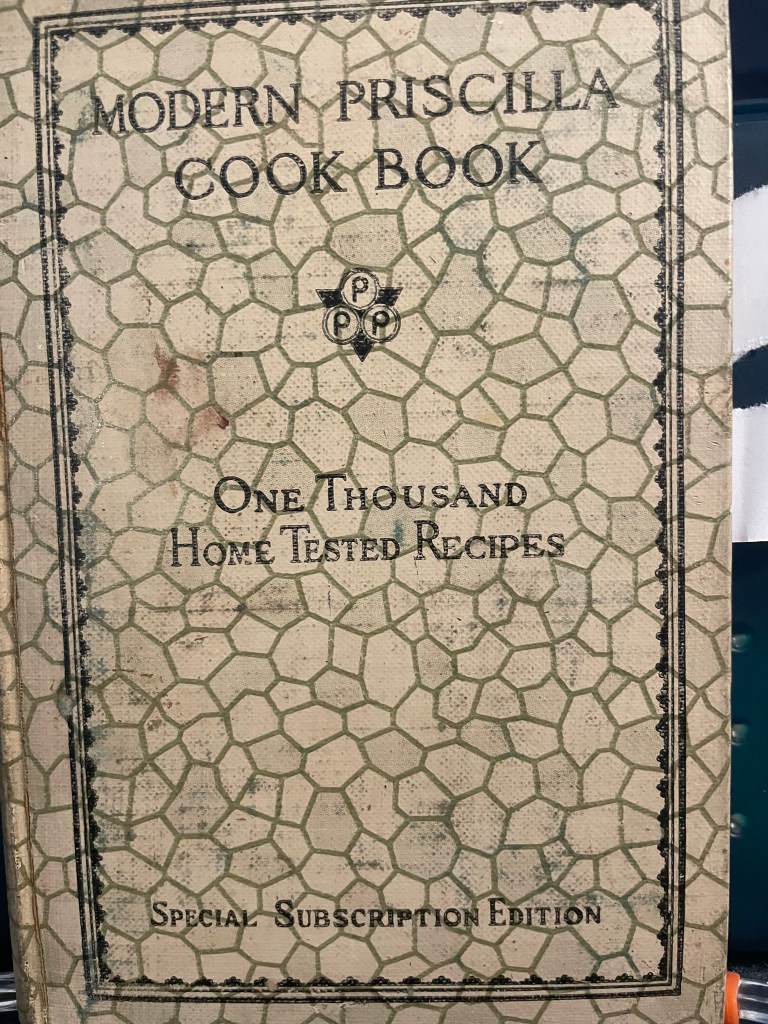 MODERN PRISCILLA
COOK BOOK
P
P P
ONE THOUSAND
HOME TESTED RECIPES
SPECIAL SUBSCRIPTION EDITION